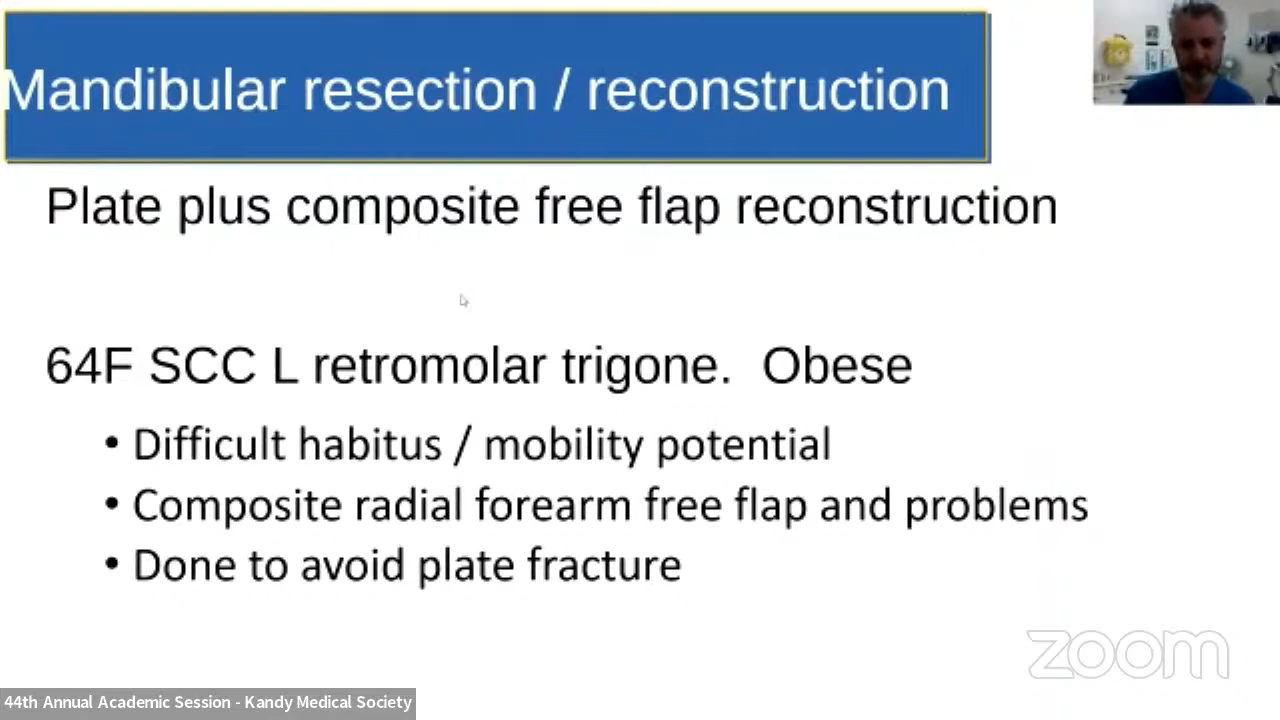 Mandibular resection / reconstruction
Plate plus composite free flap reconstruction
64F SCC L retromolar trigone. Obese
• Difficult habitus / mobility potential
• Composite radial forearm free flap and problems
• Done to avoid plate fracture
zoom
44th Annual Academic Session - Kandy Medical Society